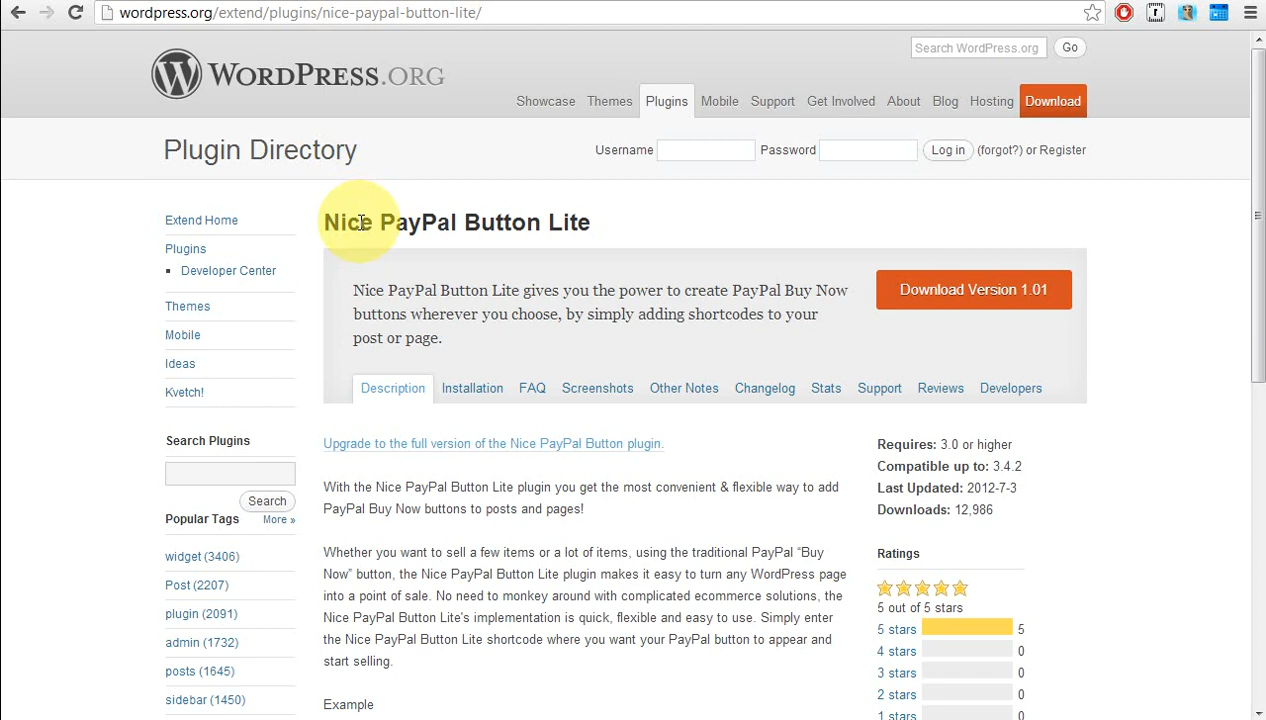 wordpress.org/extend/plugins/nice-paypal-button-lite/
WORDPRESS.ORG
Search WordPress.org
Go
Showcase Themes Plugins Mobile Support Get Involved About Blog Hosting Download
Plugin Directory
Username Password Log in (forgot?) or Register
Extend Home
Plugins
Developer Center
Themes
Mobile
Ideas
Kvetch!
Search Plugins
Search
Popular Tags More »
widget (3406)
Post (2207)
plugin (2091)
admin (1732)
posts (1645)
sidebar (1450)
Nice PayPal Button Lite
Nice PayPal Button Lite gives you the power to create PayPal Buy Now
buttons wherever you choose, by simply adding shortcodes to your
post or page.
Download Version 1.01
Description Installation FAQ Screenshots Other Notes Changelog Stats Support Reviews Developers
Upgrade to the full version of the Nice PayPal Button plugin.
With the Nice PayPal Button Lite plugin you get the most convenient & flexible way to add
PayPal Buy Now buttons to posts and pages!
Whether you want to sell a few items or a lot of items, using the traditional PayPal “Buy
Now” button, the Nice PayPal Button Lite plugin makes it easy to turn any WordPress page
into a point of sale. No need to monkey around with complicated ecommerce solutions, the
Nice PayPal Button Lite's implementation is quick, flexible and easy to use. Simply enter
the Nice PayPal Button Lite shortcode where you want your PayPal button to appear and
start selling.
Example
Requires: 3.0 or higher
Compatible up to: 3.4.2
Last Updated: 2012-7-3
Downloads: 12,986
Ratings
5 out of 5 stars
5 stars 5
4 stars 0
3 stars 0
2 stars 0
1 stars 0